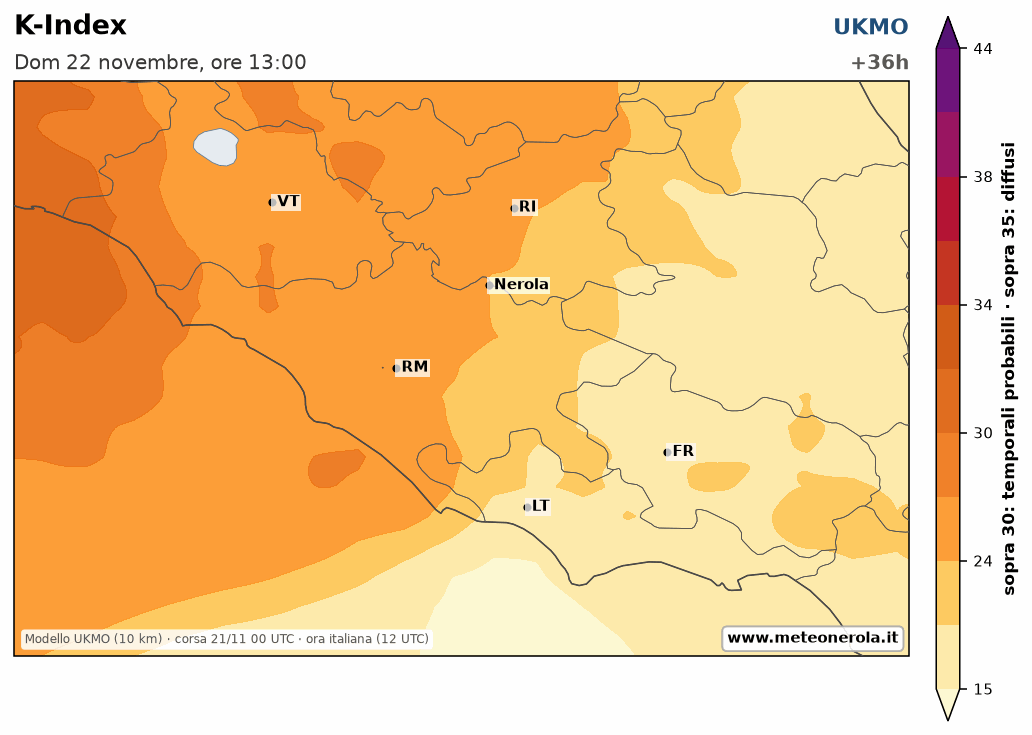 K-Index
UKMO
Dom 22 novembre, ore 13:00
+36h
44
38
34
30
24
15
sopra 30: temporali probabili · sopra 35: diffusi
VT
RI
Nerola
RM
FR
LT
Modello UKMO (10 km) · corsa 21/11 00 UTC · ora italiana (12 UTC)
www.meteonerola.it